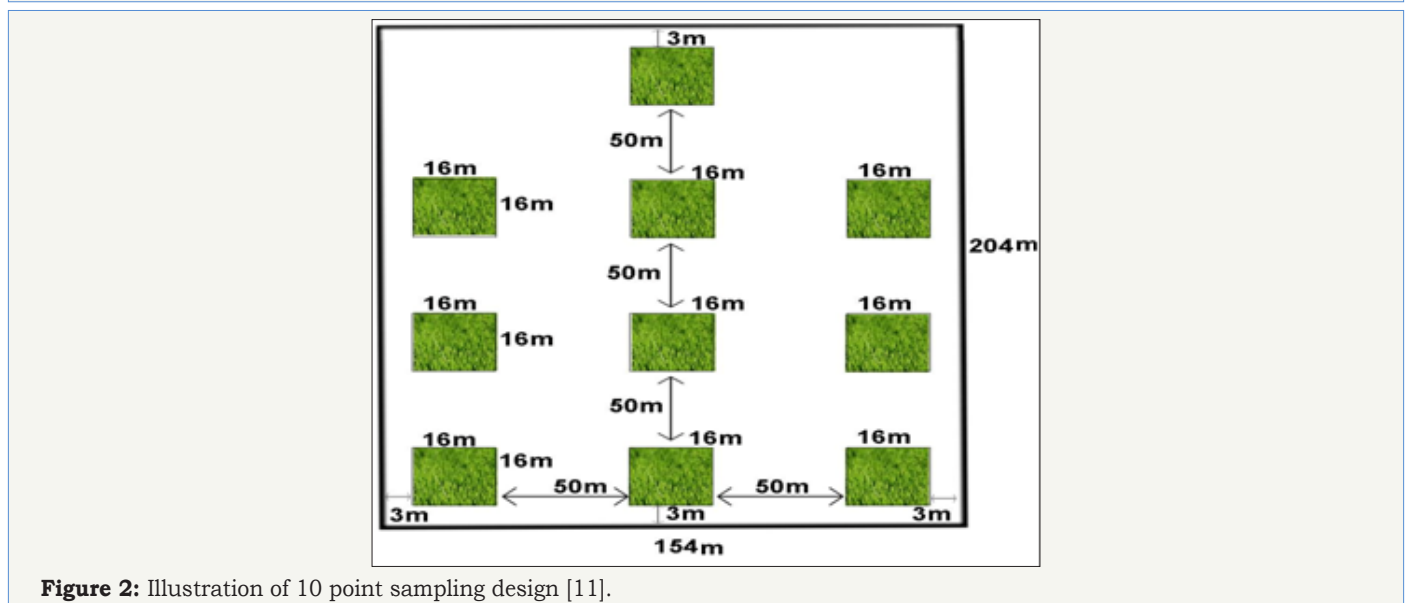 3m
50m
16m 16m 16m
16m
50m
204m
16m 16m 16m
16m
50m
16m 16m 16m
16m
50m 50m
3m 3m 3m
154m
Figure 2: Illustration of 10 point sampling design [11].